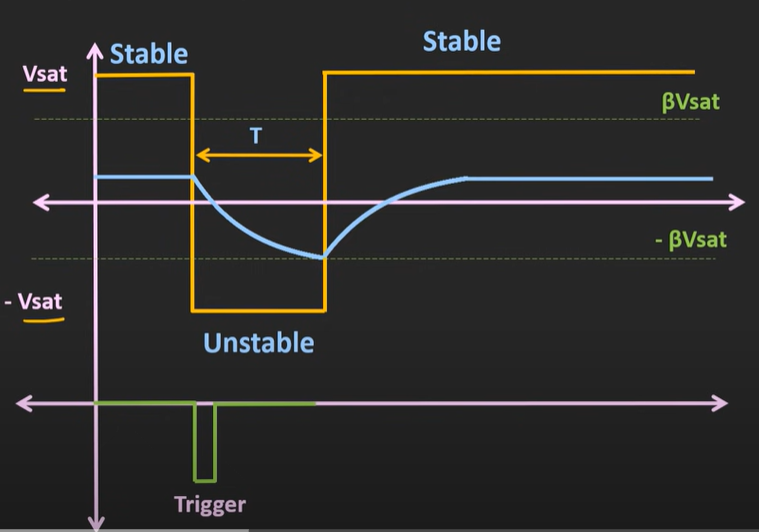 Stable
Stable
Vsat
βVsat
T
- βVsat
- Vsat
Unstable
Trigger